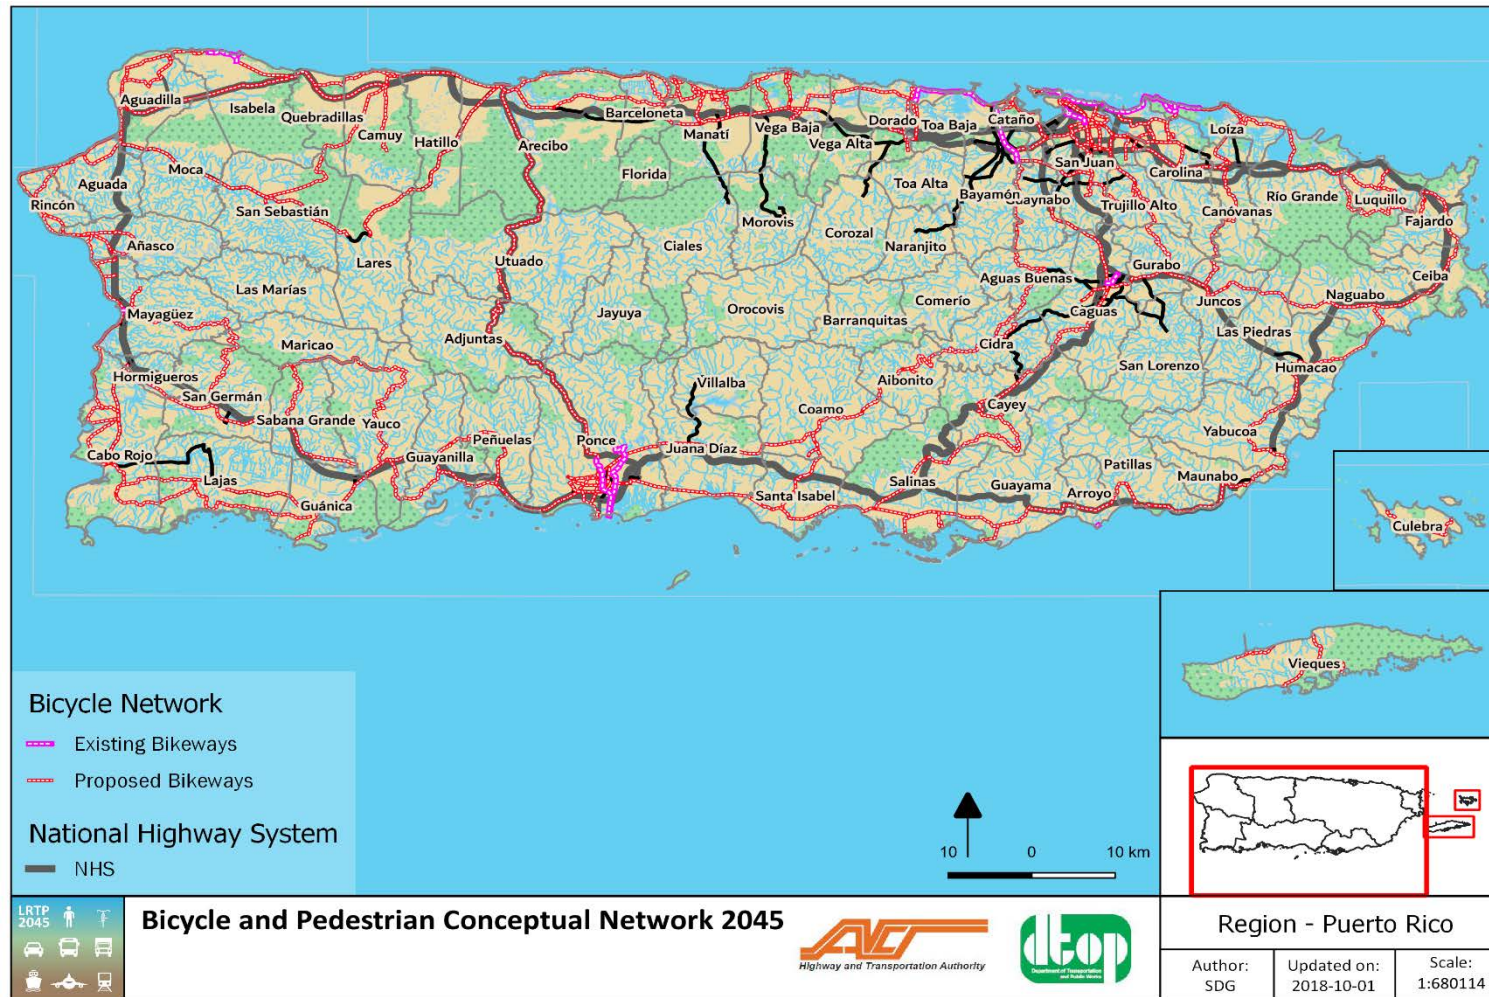 Aguadilla
Isabela
Quebradillas
Camuy
Hatillo
Arecibo
Barceloneta
Manatí
Vega Baja
Vega Alta
Dorado
Toa Baja
Cataño
Loíza
San Juan
Carolina
Moca
Aguada
Rincón
San Sebastián
Florida
Toa Alta
Bayamón
Guaynabo
Trujillo Alto
Canóvanas
Río Grande
Luquillo
Fajardo
Añasco
Lares
Utuado
Ciales
Morovis
Corozal
Naranjito
Aguas Buenas
Gurabo
Ceiba
Las Marías
Mayagüez
Jayuya
Orocovis
Barranquitas
Comerío
Caguas
Juncos
Naguabo
Las Piedras
Maricao
Adjuntas
Cidra
San Lorenzo
Humacao
Hormigueros
San Germán
Sabana Grande
Yauco
Villalba
Aibonito
Coamo
Cayey
Yabucoa
Cabo Rojo
Lajas
Guayanilla
Peñuelas
Ponce
Juana Díaz
Salinas
Guayama
Patillas
Maunabo
Guánica
Santa Isabel
Arroyo
Culebra
Vieques
Bicycle Network
Existing Bikeways
Proposed Bikeways
National Highway System
NHS
10 0 10 km
LRTP
2045
Bicycle and Pedestrian Conceptual Network 2045
Highway and Transportation Authority
dtop
Department of Transportation
and Public Works
Region - Puerto Rico
Author:
SDG
Updated on:
2018-10-01
Scale:
1:680114